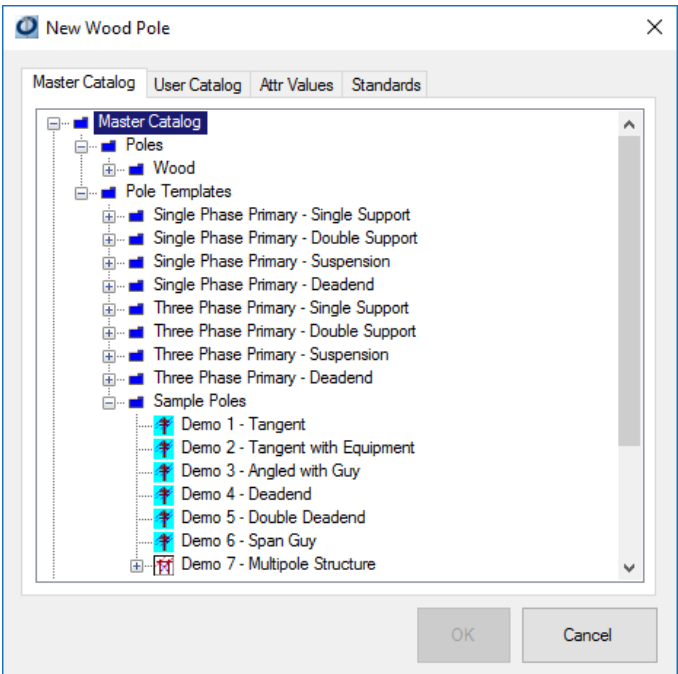 New Wood Pole
Master Catalog User Catalog Attr Values Standards
Master Catalog
Poles
Wood
Pole Templates
Single Phase Primary - Single Support
Single Phase Primary - Double Support
Single Phase Primary - Suspension
Single Phase Primary - Deadend
Three Phase Primary - Single Support
Three Phase Primary - Double Support
Three Phase Primary - Suspension
Three Phase Primary - Deadend
Sample Poles
Demo 1 - Tangent
Demo 2 - Tangent with Equipment
Demo 3 - Angled with Guy
Demo 4 - Deadend
Demo 5 - Double Deadend
Demo 6 - Span Guy
Demo 7 - Multipole Structure
OK Cancel